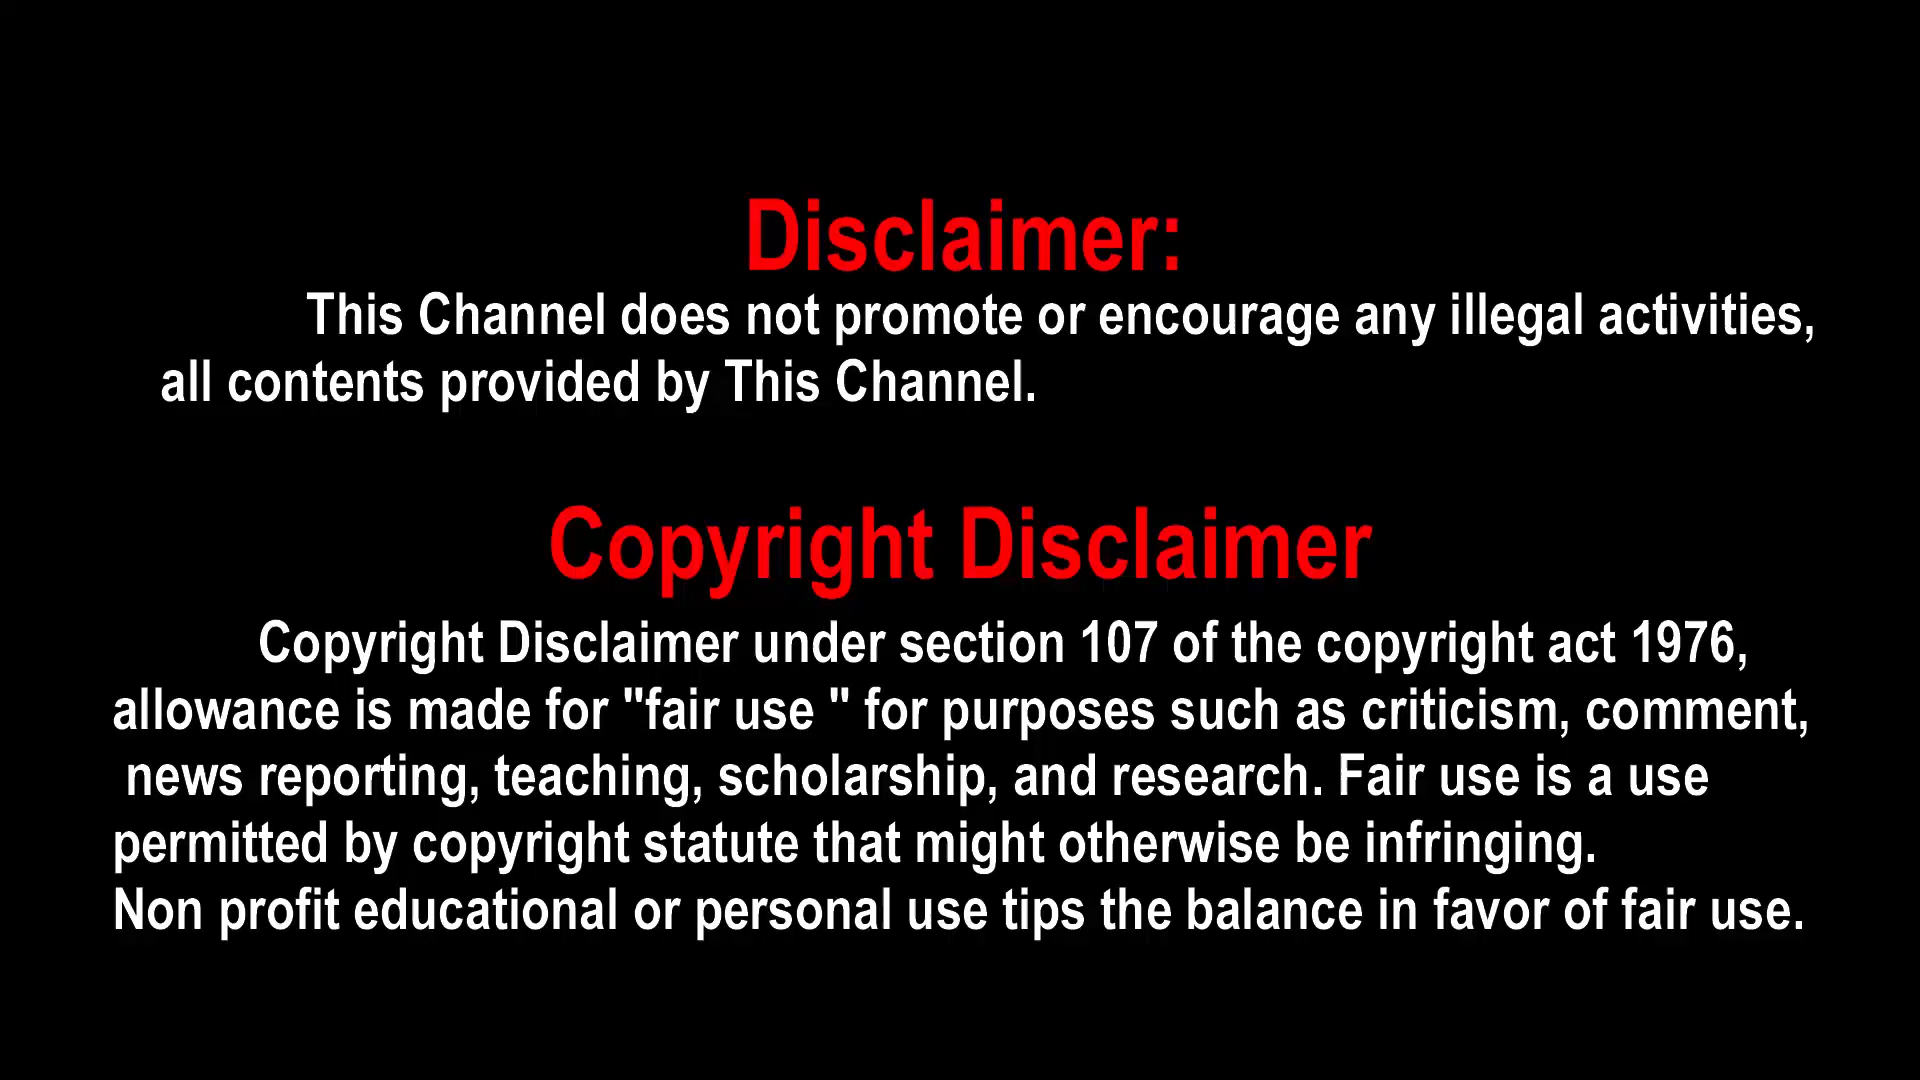 Disclaimer:
This Channel does not promote or encourage any illegal activities,
all contents provided by This Channel.
Copyright Disclaimer
Copyright Disclaimer under section 107 of the copyright act 1976,
allowance is made for "fair use " for purposes such as criticism, comment,
news reporting, teaching, scholarship, and research. Fair use is a use
permitted by copyright statute that might otherwise be infringing.
Non profit educational or personal use tips the balance in favor of fair use.